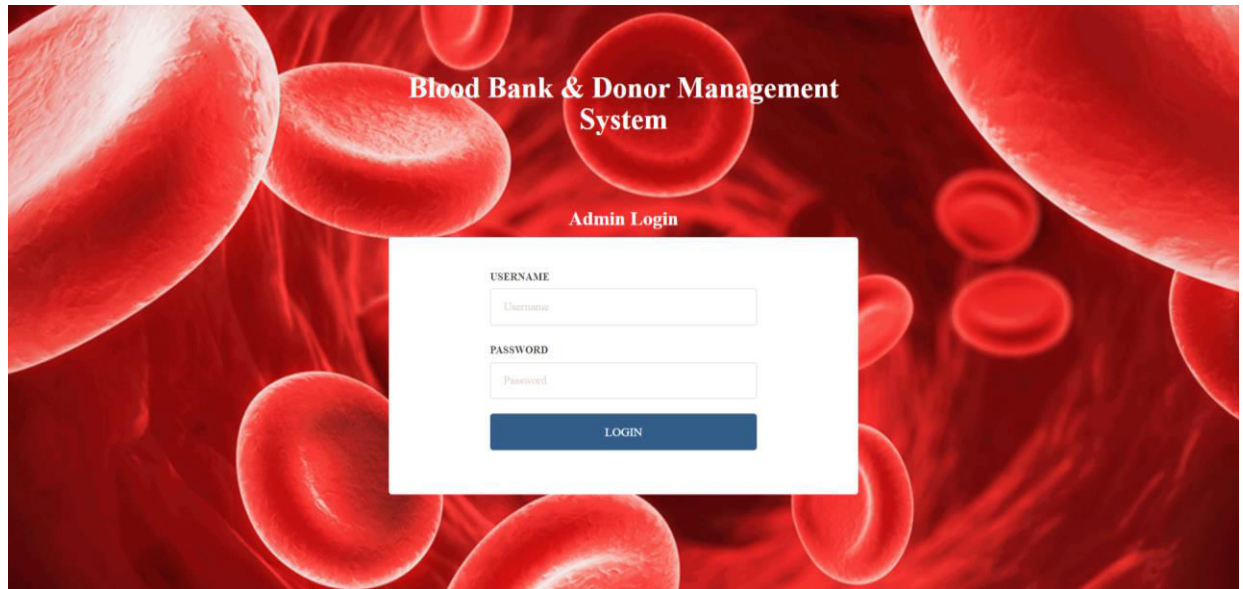 Blood Bank & Donor Management
System
Admin Login
USERNAME
Username
PASSWORD
Password
LOGIN